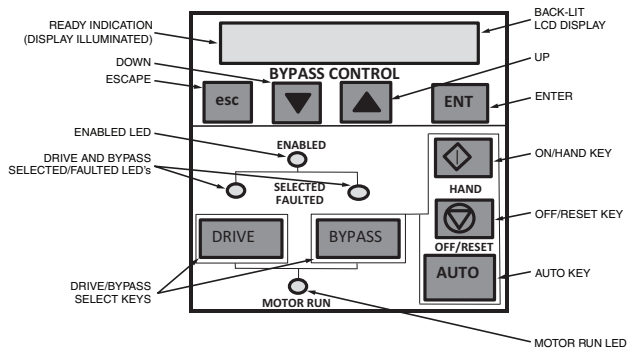 READY INDICATION
(DISPLAY ILLUMINATED)
BACK-LIT
LCD DISPLAY
DOWN
BYPASS CONTROL
UP
ESCAPE
esc
ENT
ENTER
ENABLED LED
ENABLED
DRIVE AND BYPASS
SELECTED/FAULTED LED's
SELECTED
FAULTED
ON/HAND KEY
HAND
DRIVE
BYPASS
OFF/RESET KEY
OFF/RESET
AUTO
AUTO KEY
DRIVE/BYPASS
SELECT KEYS
MOTOR RUN
MOTOR RUN LED